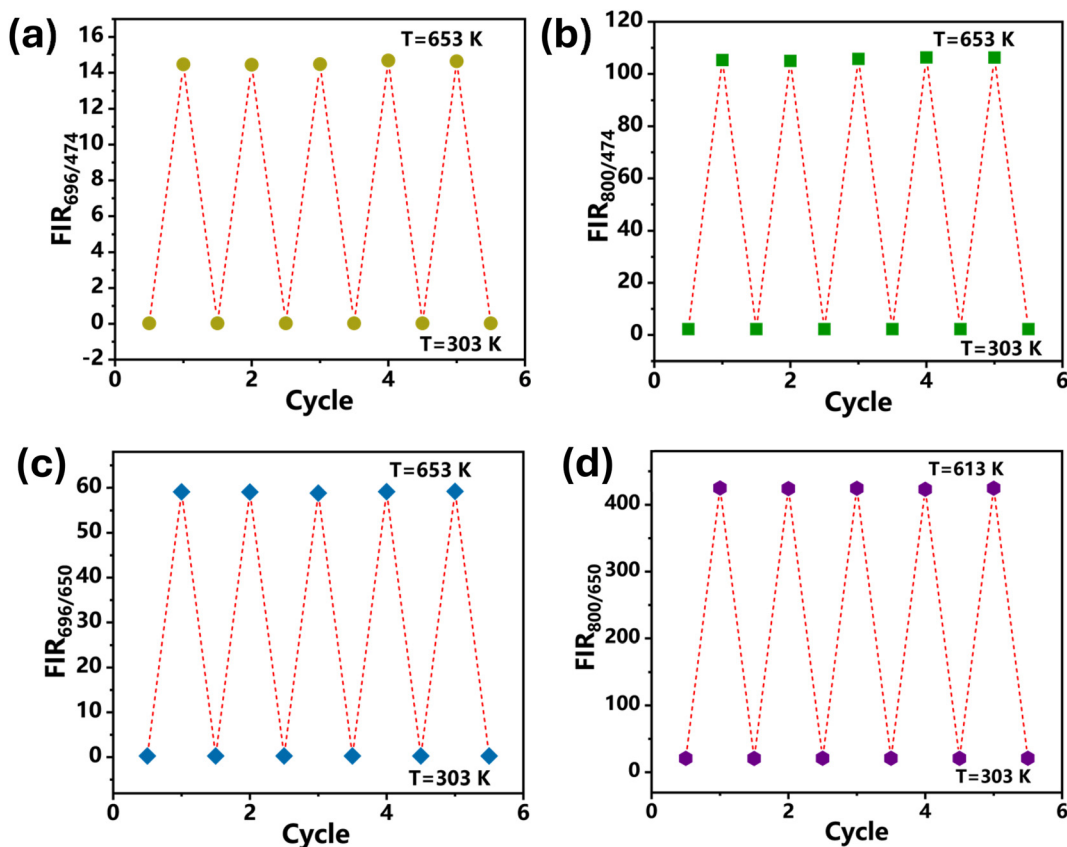 (a)
16
14
12
10
8
6
4
2
0
-2
FIR696/474
T=653 K
T=303 K
0 2 4 6
Cycle
(b)
120
100
80
60
40
20
0
FIR800/474
T=653 K
T=303 K
0 2 4 6
Cycle
(c)
60
50
40
30
20
10
0
FIR696/650
T=653 K
T=303 K
0 2 4 6
Cycle
(d)
400
300
200
100
0
FIR800/650
T=613 K
T=303 K
0 2 4 6
Cycle